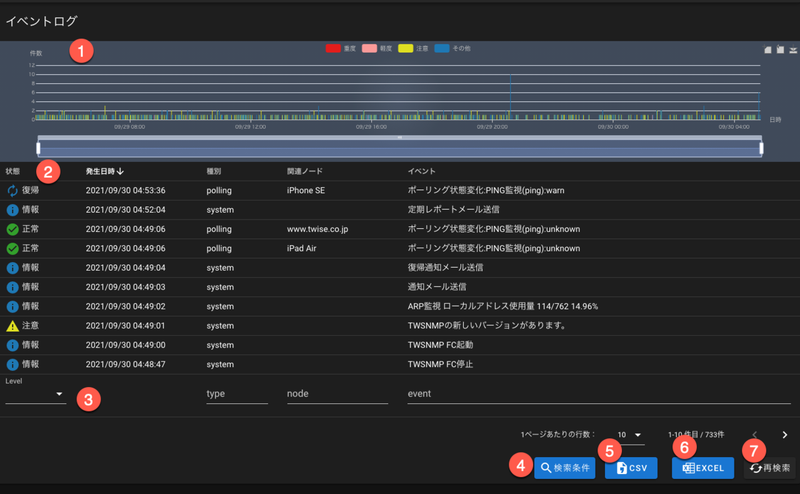 イベントログ
1
件数
重度 軽度 注意 その他
12
10
8
6
4
2
0
日時
09/29 08:00 09/29 12:00 09/29 16:00 09/29 20:00 09/30 00:00 09/30 04:00
状態 2 発生日時 種別 関連ノード イベント
復帰 2021/09/30 04:53:36 polling iPhone SE ポーリング状態変化:PING監視(ping):warn
情報 2021/09/30 04:52:04 system 定期レポートメール送信
正常 2021/09/30 04:49:06 polling www.twise.co.jp ポーリング状態変化:PING監視(ping):unknown
正常 2021/09/30 04:49:06 polling iPad Air ポーリング状態変化:PING監視(ping):unknown
情報 2021/09/30 04:49:04 system 復帰通知メール送信
情報 2021/09/30 04:49:03 system 通知メール送信
情報 2021/09/30 04:49:02 system ARP監視 ローカルアドレス使用量 114/762 14.96%
注意 2021/09/30 04:49:01 system TWSNMPの新しいバージョンがあります。
情報 2021/09/30 04:49:00 system TWSNMP FC起動
情報 2021/09/30 04:48:47 system TWSNMP FC停止
Level
3 type node event
1ページあたりの行数： 10 1-10 件目 / 733件
4 検索条件 5 CSV 6 EXCEL 7 再検索